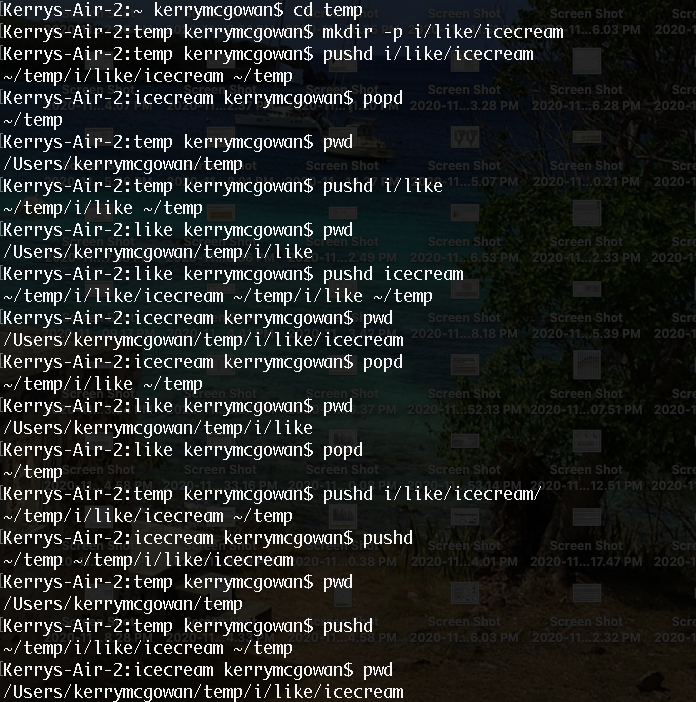 Kerrys-Air-2:~ kerrymcgowan$ cd temp
Kerrys-Air-2:temp kerrymcgowan$ mkdir -p i/like/icecream
Kerrys-Air-2:temp kerrymcgowan$ pushd i/like/icecream
~/temp/i/like/icecream ~/temp
Kerrys-Air-2:icecream kerrymcgowan$ popd
~/temp
Kerrys-Air-2:temp kerrymcgowan$ pwd
/Users/kerrymcgowan/temp
Kerrys-Air-2:temp kerrymcgowan$ pushd i/like
~/temp/i/like ~/temp
Kerrys-Air-2:like kerrymcgowan$ pwd
/Users/kerrymcgowan/temp/i/like
Kerrys-Air-2:like kerrymcgowan$ pushd icecream
~/temp/i/like/icecream ~/temp/i/like ~/temp
Kerrys-Air-2:icecream kerrymcgowan$ pwd
/Users/kerrymcgowan/temp/i/like/icecream
Kerrys-Air-2:icecream kerrymcgowan$ popd
~/temp/i/like ~/temp
Kerrys-Air-2:like kerrymcgowan$ pwd
/Users/kerrymcgowan/temp/i/like
Kerrys-Air-2:like kerrymcgowan$ popd
~/temp
Kerrys-Air-2:temp kerrymcgowan$ pushd i/like/icecream/
~/temp/i/like/icecream ~/temp
Kerrys-Air-2:icecream kerrymcgowan$ pushd
~/temp ~/temp/i/like/icecream
Kerrys-Air-2:temp kerrymcgowan$ pwd
/Users/kerrymcgowan/temp
Kerrys-Air-2:temp kerrymcgowan$ pushd
~/temp/i/like/icecream ~/temp
Kerrys-Air-2:icecream kerrymcgowan$ pwd
/Users/kerrymcgowan/temp/i/like/icecream